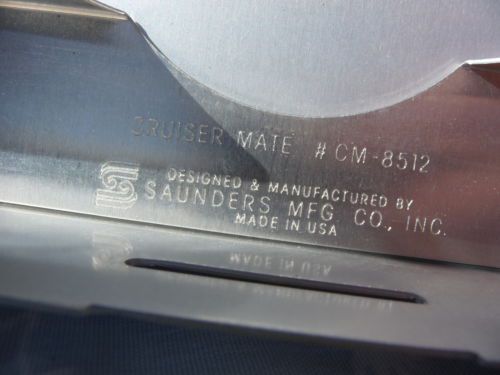 CRUISER MATE # CM-8512
DESIGNED & MANUFACTURED BY
SAUNDERS MFG. CO., INC.
MADE IN USA